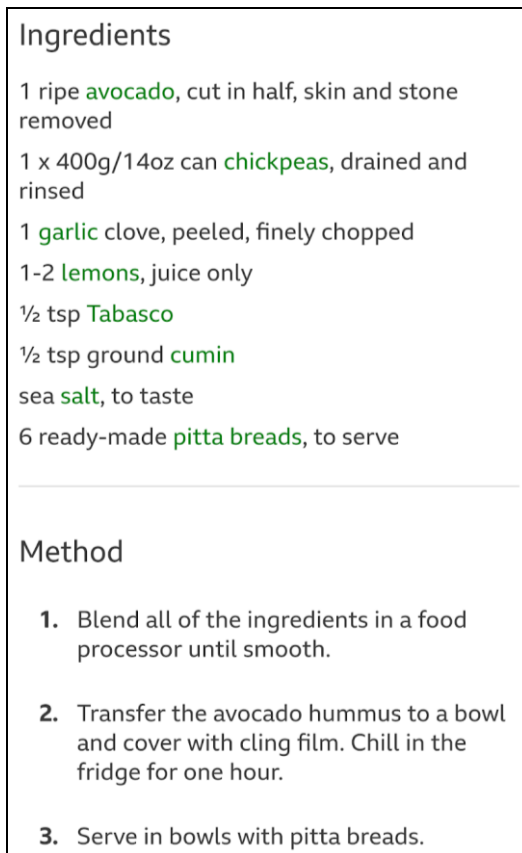 Ingredients
1 ripe avocado, cut in half, skin and stone
removed
1 x 400g/14oz can chickpeas, drained and
rinsed
1 garlic clove, peeled, finely chopped
1-2 lemons, juice only
½ tsp Tabasco
½ tsp ground cumin
sea salt, to taste
6 ready-made pitta breads, to serve
Method
1. Blend all of the ingredients in a food
processor until smooth.
2. Transfer the avocado hummus to a bowl
and cover with cling film. Chill in the
fridge for one hour.
3. Serve in bowls with pitta breads.